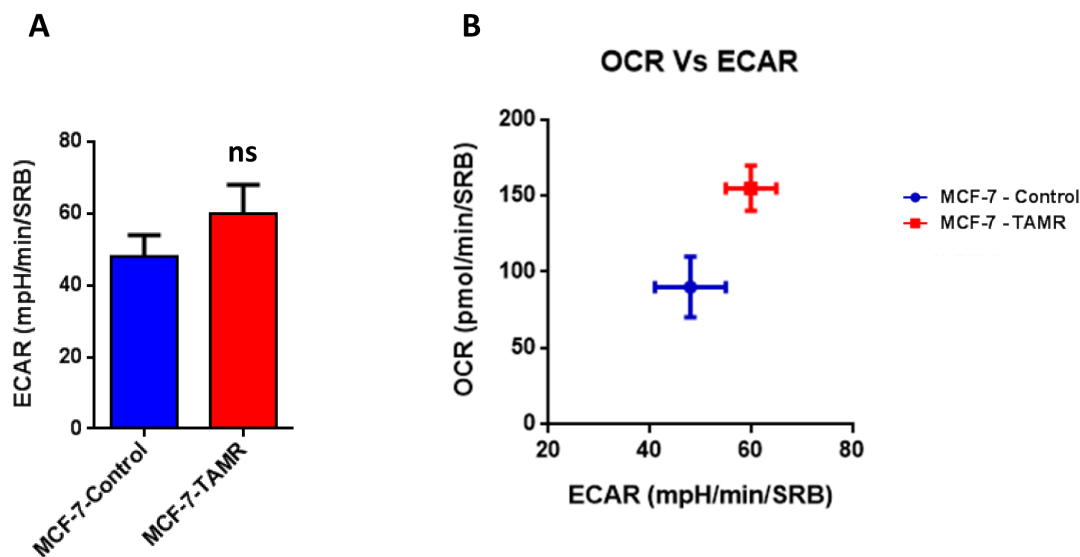 A
ECAR (mpH/min/SRB)
80
60
40
20
0
ns
MCF-7-Control
MCF-7-TAMR
B
OCR Vs ECAR
OCR (pmol/min/SRB)
200
150
100
50
0
20
40
60
80
ECAR (mpH/min/SRB)
MCF-7 - Control
MCF-7 - TAMR